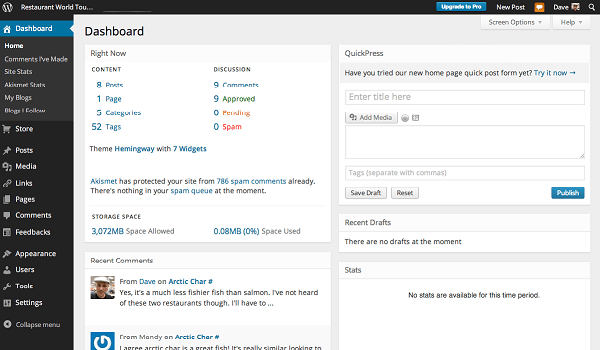 Restaurant World Tou...
Upgrade to Pro
New Post
Dave
Screen Options
Help
Dashboard
Home
Comments I've Made
Site Stats
Akismet Stats
My Blogs
Blogs I Follow
Store
Posts
Media
Links
Pages
Comments
Feedbacks
Appearance
Users
Tools
Settings
Collapse menu
Dashboard
Right Now
CONTENT
8 Posts
1 Page
5 Categories
52 Tags
DISCUSSION
9 Comments
9 Approved
0 Pending
0 Spam
Theme Hemingway with 7 Widgets
Akismet has protected your site from 786 spam comments already.
There's nothing in your spam queue at the moment.
STORAGE SPACE
3,072MB Space Allowed
0.08MB (0%) Space Used
Recent Comments
From Dave on Arctic Char #
Yes, it's a much less fishier fish than salmon. I've not heard
of these two restaurants though. I'll have to ...
From Mandy on Arctic Char #
I agree arctic char is a great fish! It's really similar looking to
QuickPress
Have you tried our new home page quick post form yet? Try it now →
Enter title here
Add Media
Tags (separate with commas)
Save Draft
Reset
Publish
Recent Drafts
There are no drafts at the moment
Stats
No stats are available for this time period.